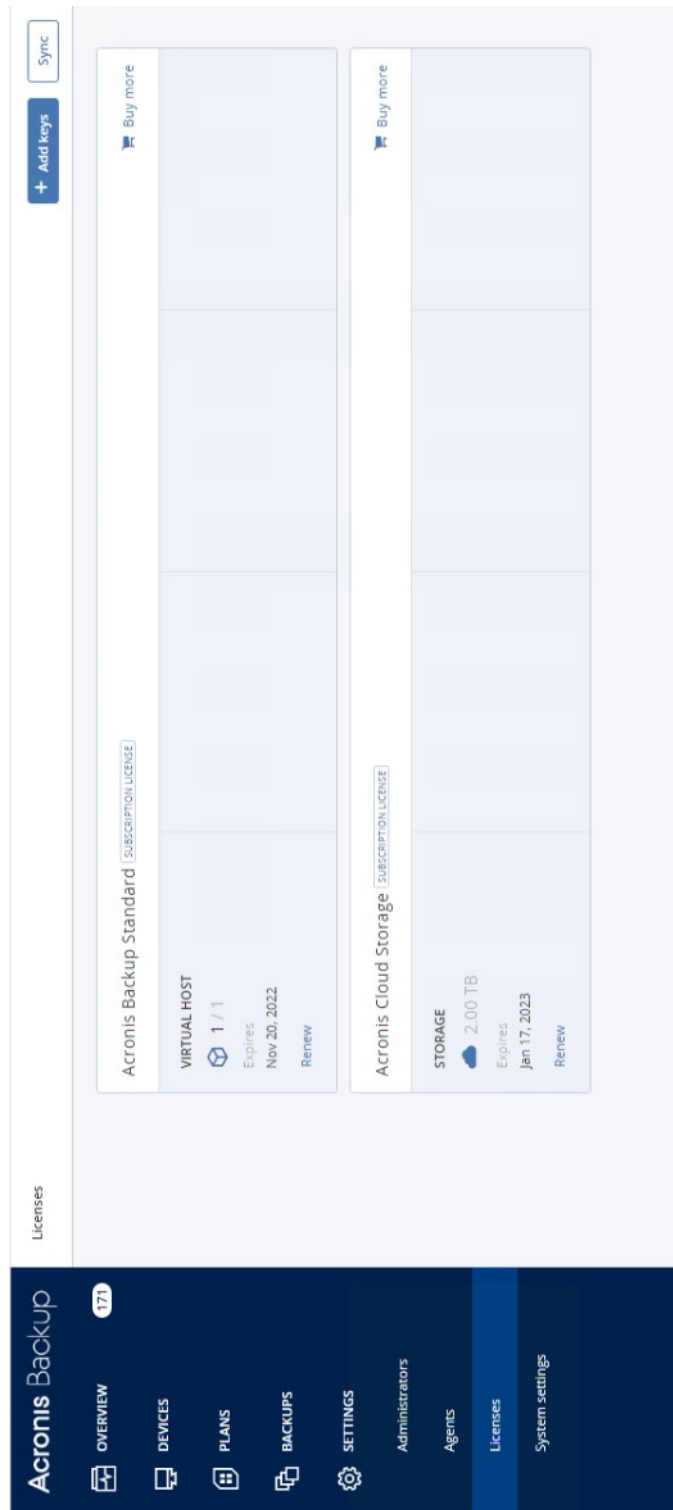 Acronis Backup
OVERVIEW
171
DEVICES
PLANS
BACKUPS
SETTINGS
Administrators
Agents
Licenses
System settings
Licenses
+ Add keys
Sync
Acronis Backup Standard SUBSCRIPTION LICENSE
Buy more
VIRTUAL HOST
1 / 1
Expires
Nov 20, 2022
Renew
Acronis Cloud Storage SUBSCRIPTION LICENSE
Buy more
STORAGE
2.00 TB
Expires
Jan 17, 2023
Renew